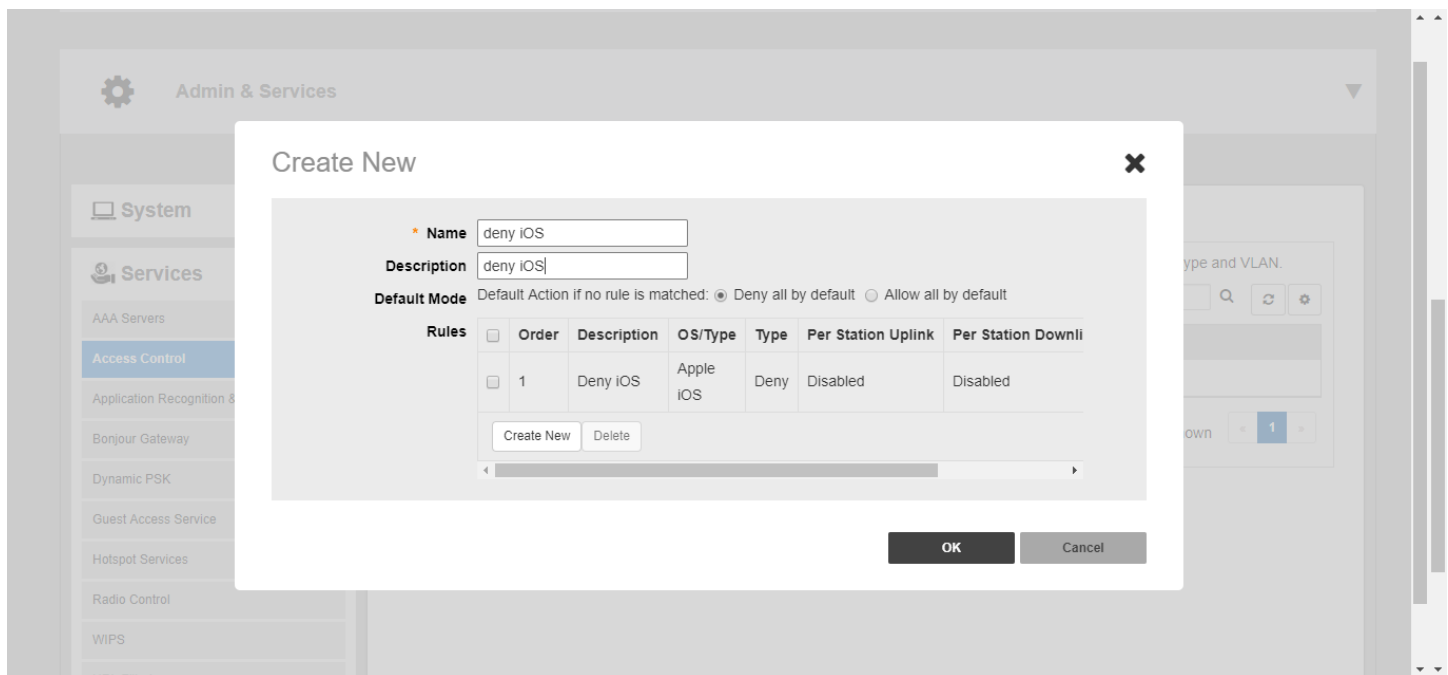 Admin & Services
Create New
System
* Name deny iOS
Description deny iOS
Services
ype and VLAN.
Default Mode Default Action if no rule is matched: Deny all by default Allow all by default
AAA Servers
Rules Order Description OS/Type Type Per Station Uplink Per Station Downli
Access Control
1 Deny iOS Apple iOS Deny Disabled Disabled
Application Recognition &
Create New Delete
Bonjour Gateway
own 1
Dynamic PSK
Guest Access Service
OK Cancel
Hotspot Services
Radio Control
WIPS